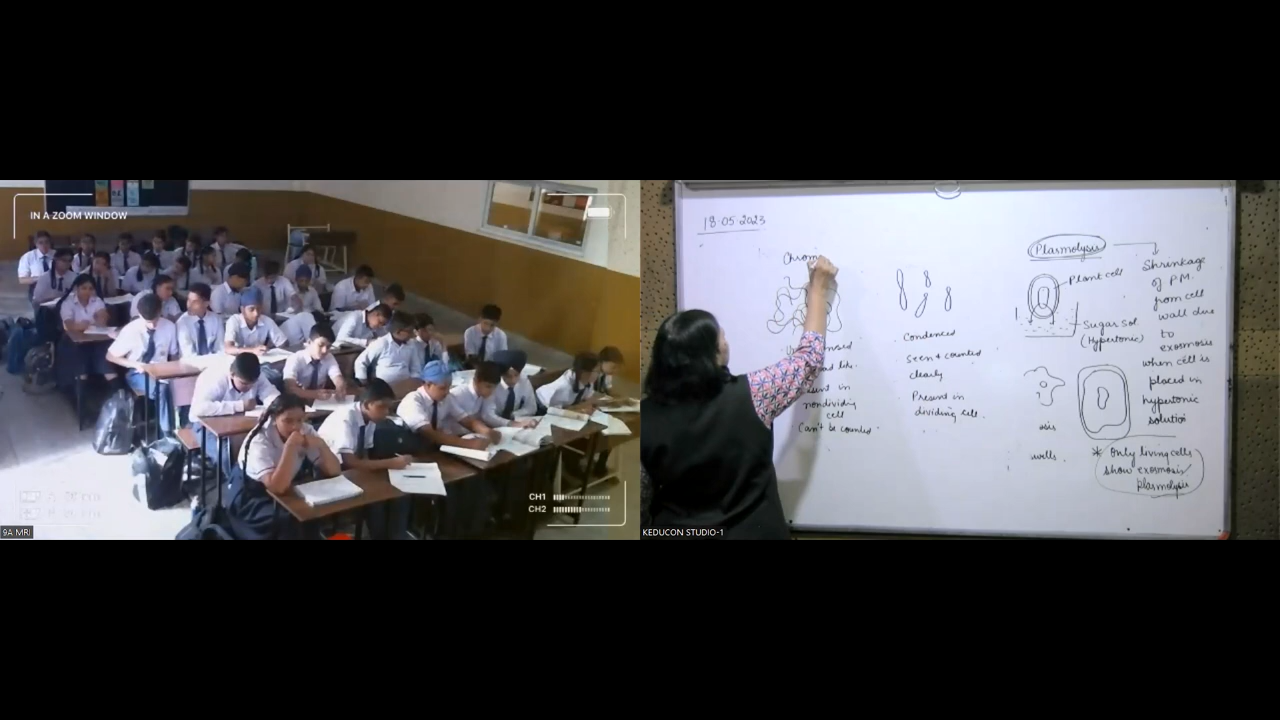 IN A ZOOM WINDOW
CH1
CH2
9A MRI
18-05-2023
Chrom
Condensed
Seen & counted
clearly
Present in
dividing cell.
nondividing
cell
Can't be counted
Plasmolysis
Plant cell
Sugar Sol.
(Hypertonic)
Shrinkage
of P.M.
from cell
wall due
to
exosmosis
when cell is
placed in
hypertonic
solution
* Only living cells
show exosmosis
plasmolysis
KEDUCON STUDIO-1